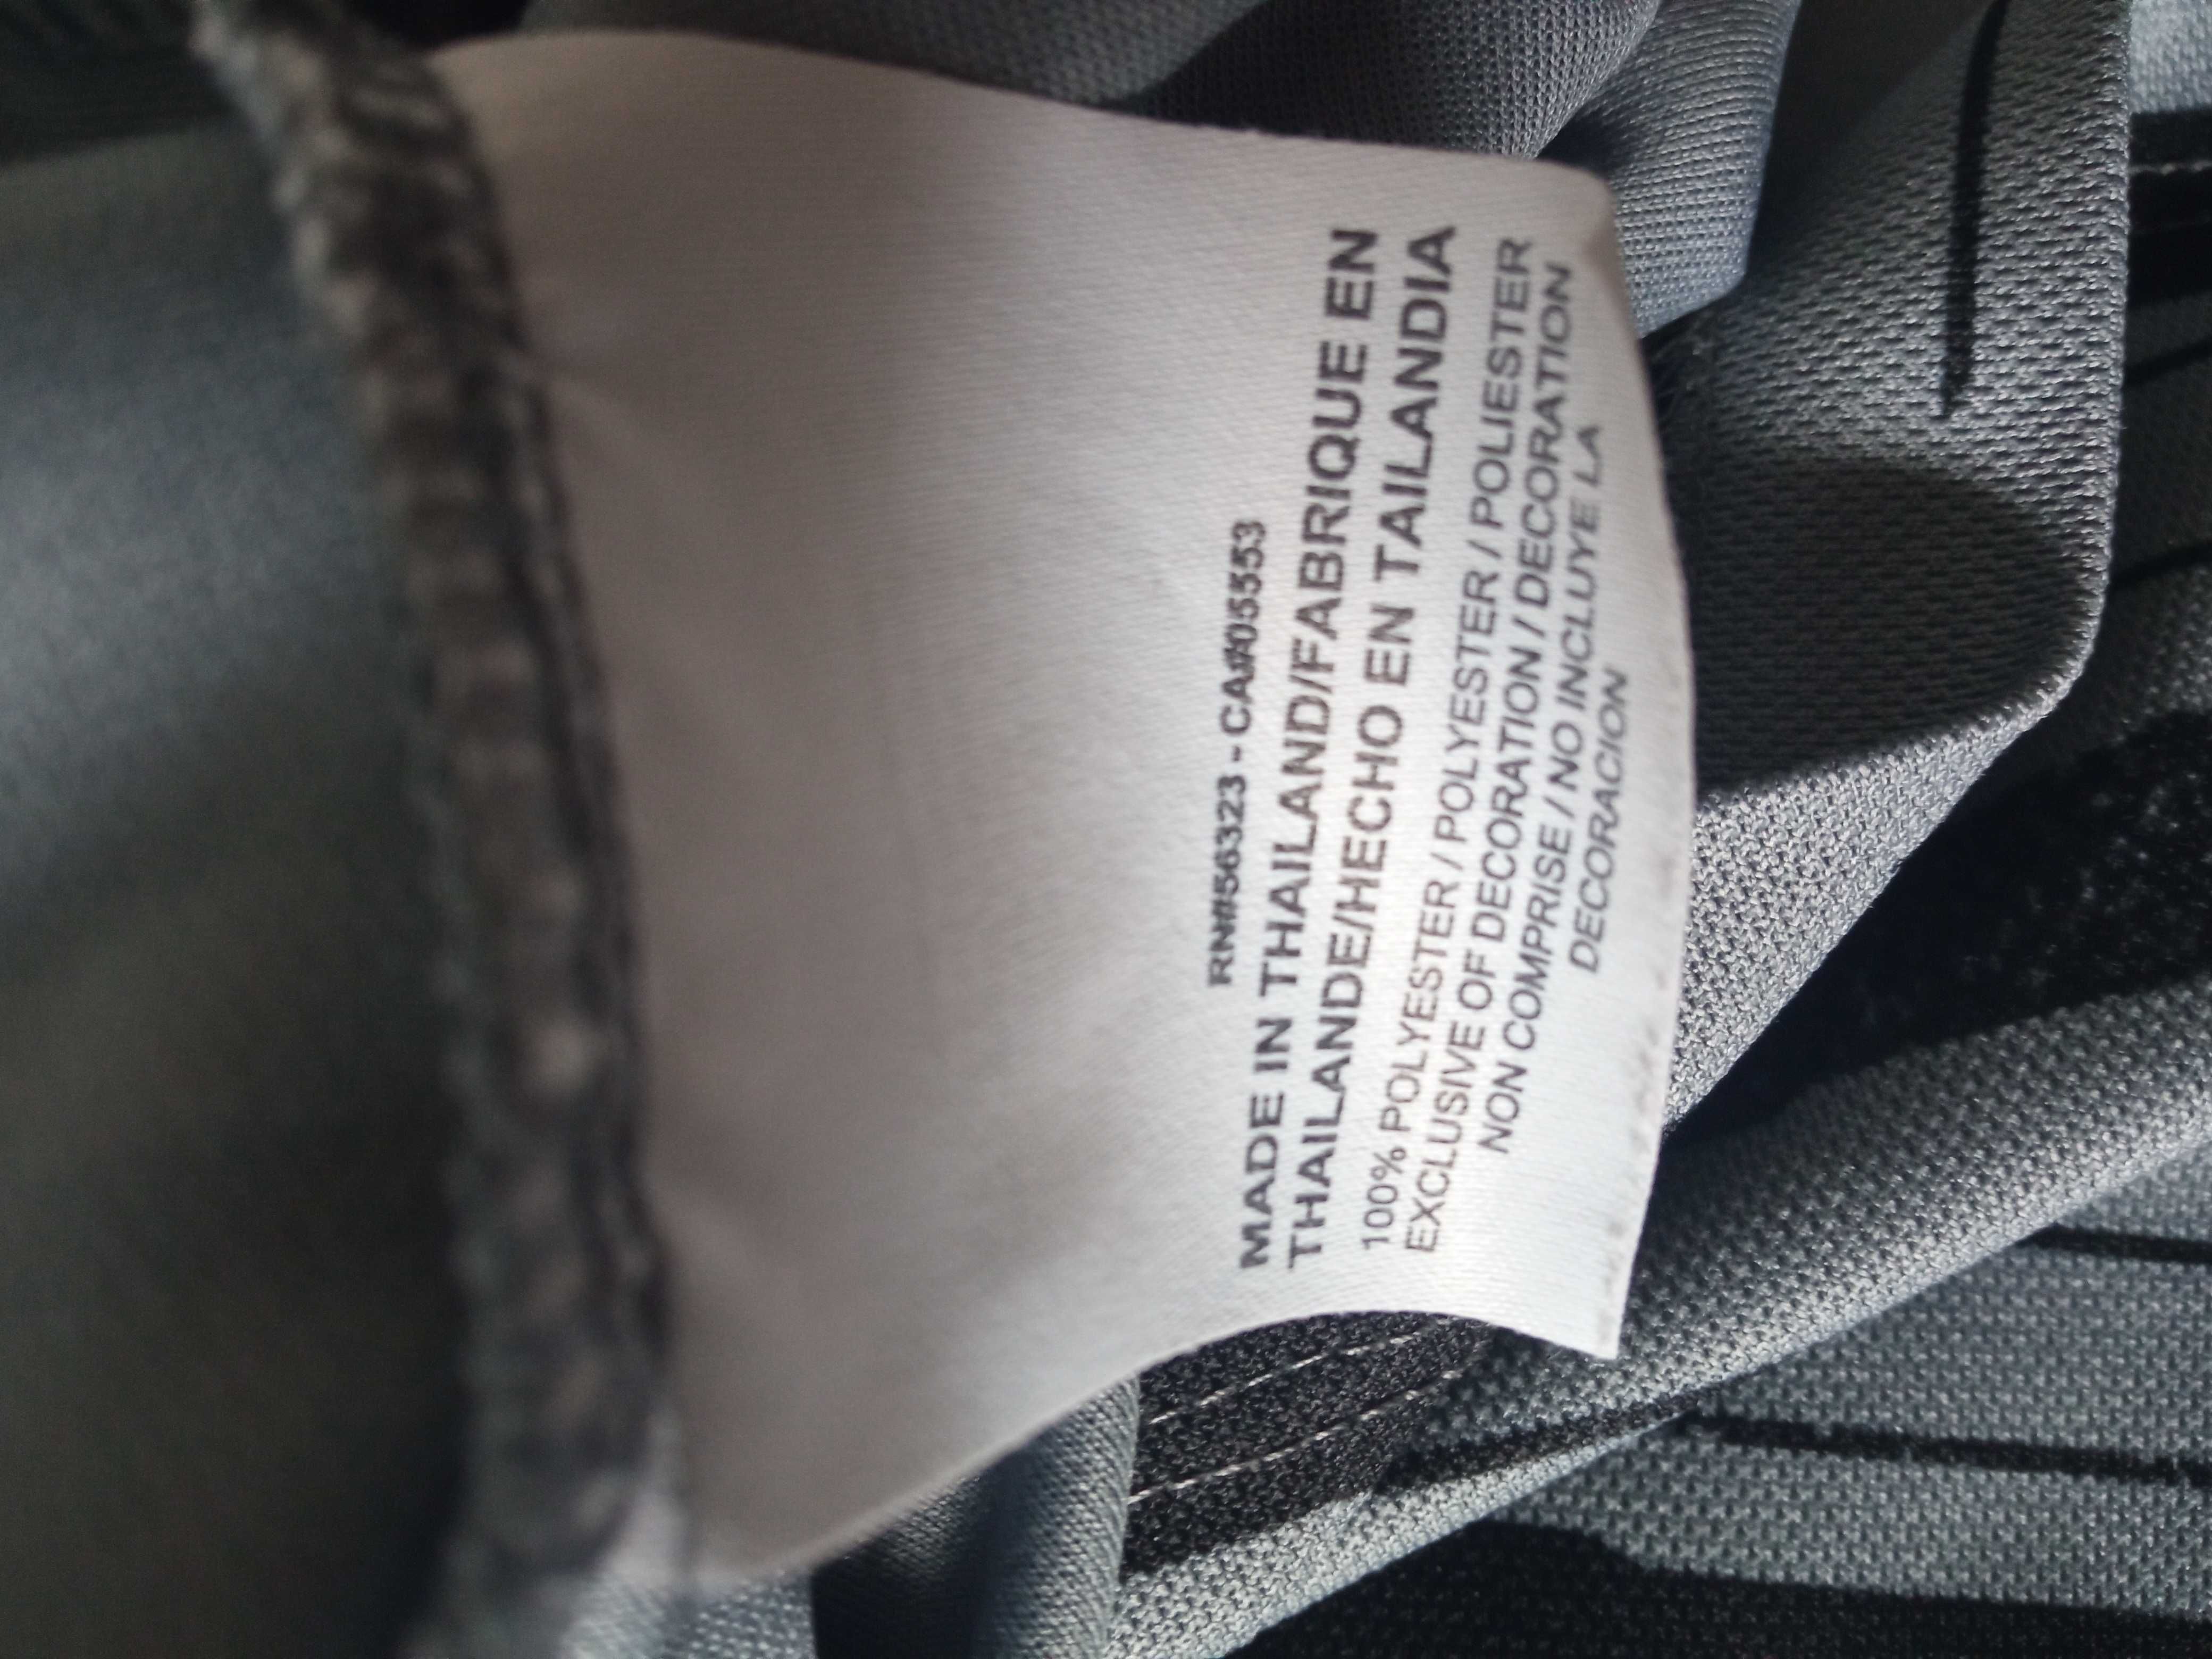 RN#56323 - CA#05553
MADE IN THAILAND/FABRIQUE EN
THAILANDE/HECHO EN TAILANDIA
100% POLYESTER / POLYESTER / POLIESTER
EXCLUSIVE OF DECORATION / DECORATION
NON COMPRISE / NO INCLUYE LA
DECORACION